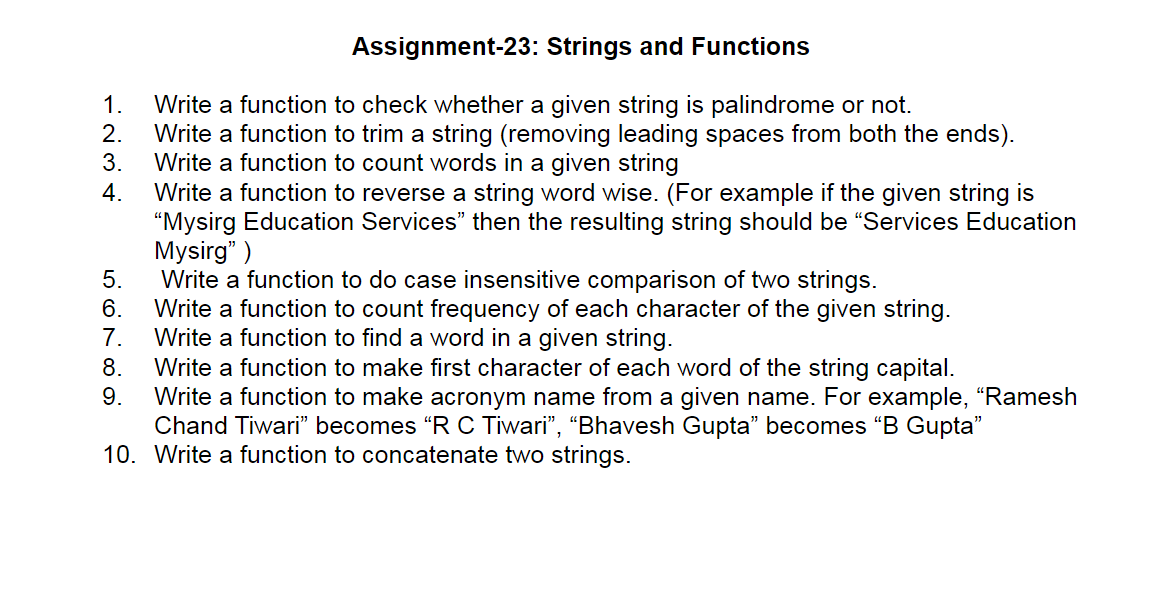 Assignment-23: Strings and Functions
1. Write a function to check whether a given string is palindrome or not.
2. Write a function to trim a string (removing leading spaces from both the ends).
3. Write a function to count words in a given string
4. Write a function to reverse a string word wise. (For example if the given string is
“Mysirg Education Services” then the resulting string should be “Services Education
Mysirg” )
5. Write a function to do case insensitive comparison of two strings.
6. Write a function to count frequency of each character of the given string.
7. Write a function to find a word in a given string.
8. Write a function to make first character of each word of the string capital.
9. Write a function to make acronym name from a given name. For example, “Ramesh
Chand Tiwari” becomes “R C Tiwari”, “Bhavesh Gupta” becomes “B Gupta”
10. Write a function to concatenate two strings.